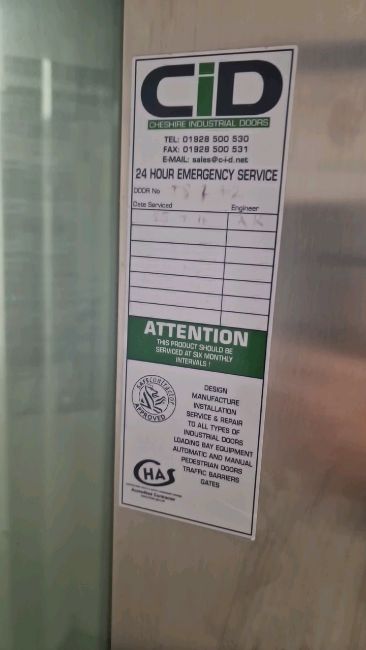 CiD
CHESHIRE INDUSTRIAL DOORS
TEL: 01928 500 530
FAX: 01928 500 531
E-MAIL: sales@c-i-d.net
24 HOUR EMERGENCY SERVICE
DOOR No
Date Serviced Engineer
ATTENTION
THIS PRODUCT SHOULD BE
SERVICED AT SIX MONTHLY
INTERVALS !
SAFEcontractor
APPROVED
DESIGN
MANUFACTURE
INSTALLATION
SERVICE & REPAIR
TO ALL TYPES OF
INDUSTRIAL DOORS
LOADING BAY EQUIPMENT
AUTOMATIC AND MANUAL
PEDESTRIAN DOORS
TRAFFIC BARRIERS
GATES
CHAS
Accredited Contractor